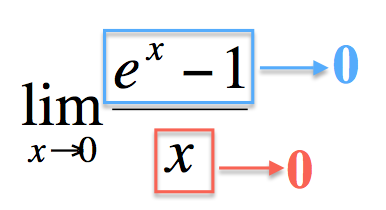 lim x→0 e^x − 1 → 0
x → 0